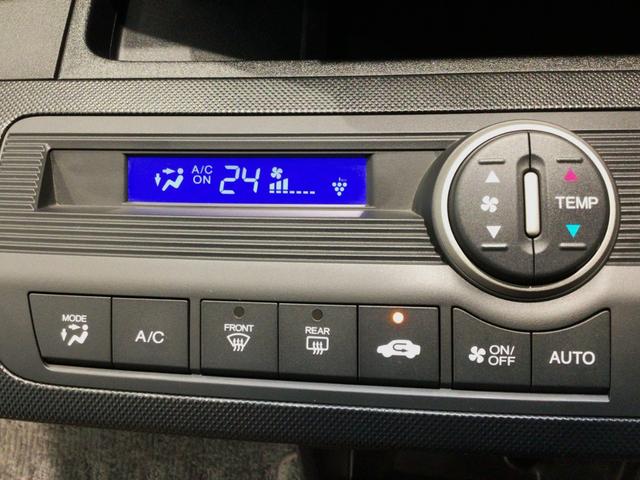 A/C
ON
24
TEMP
MODE
A/C
FRONT
REAR
ON/
OFF
AUTO